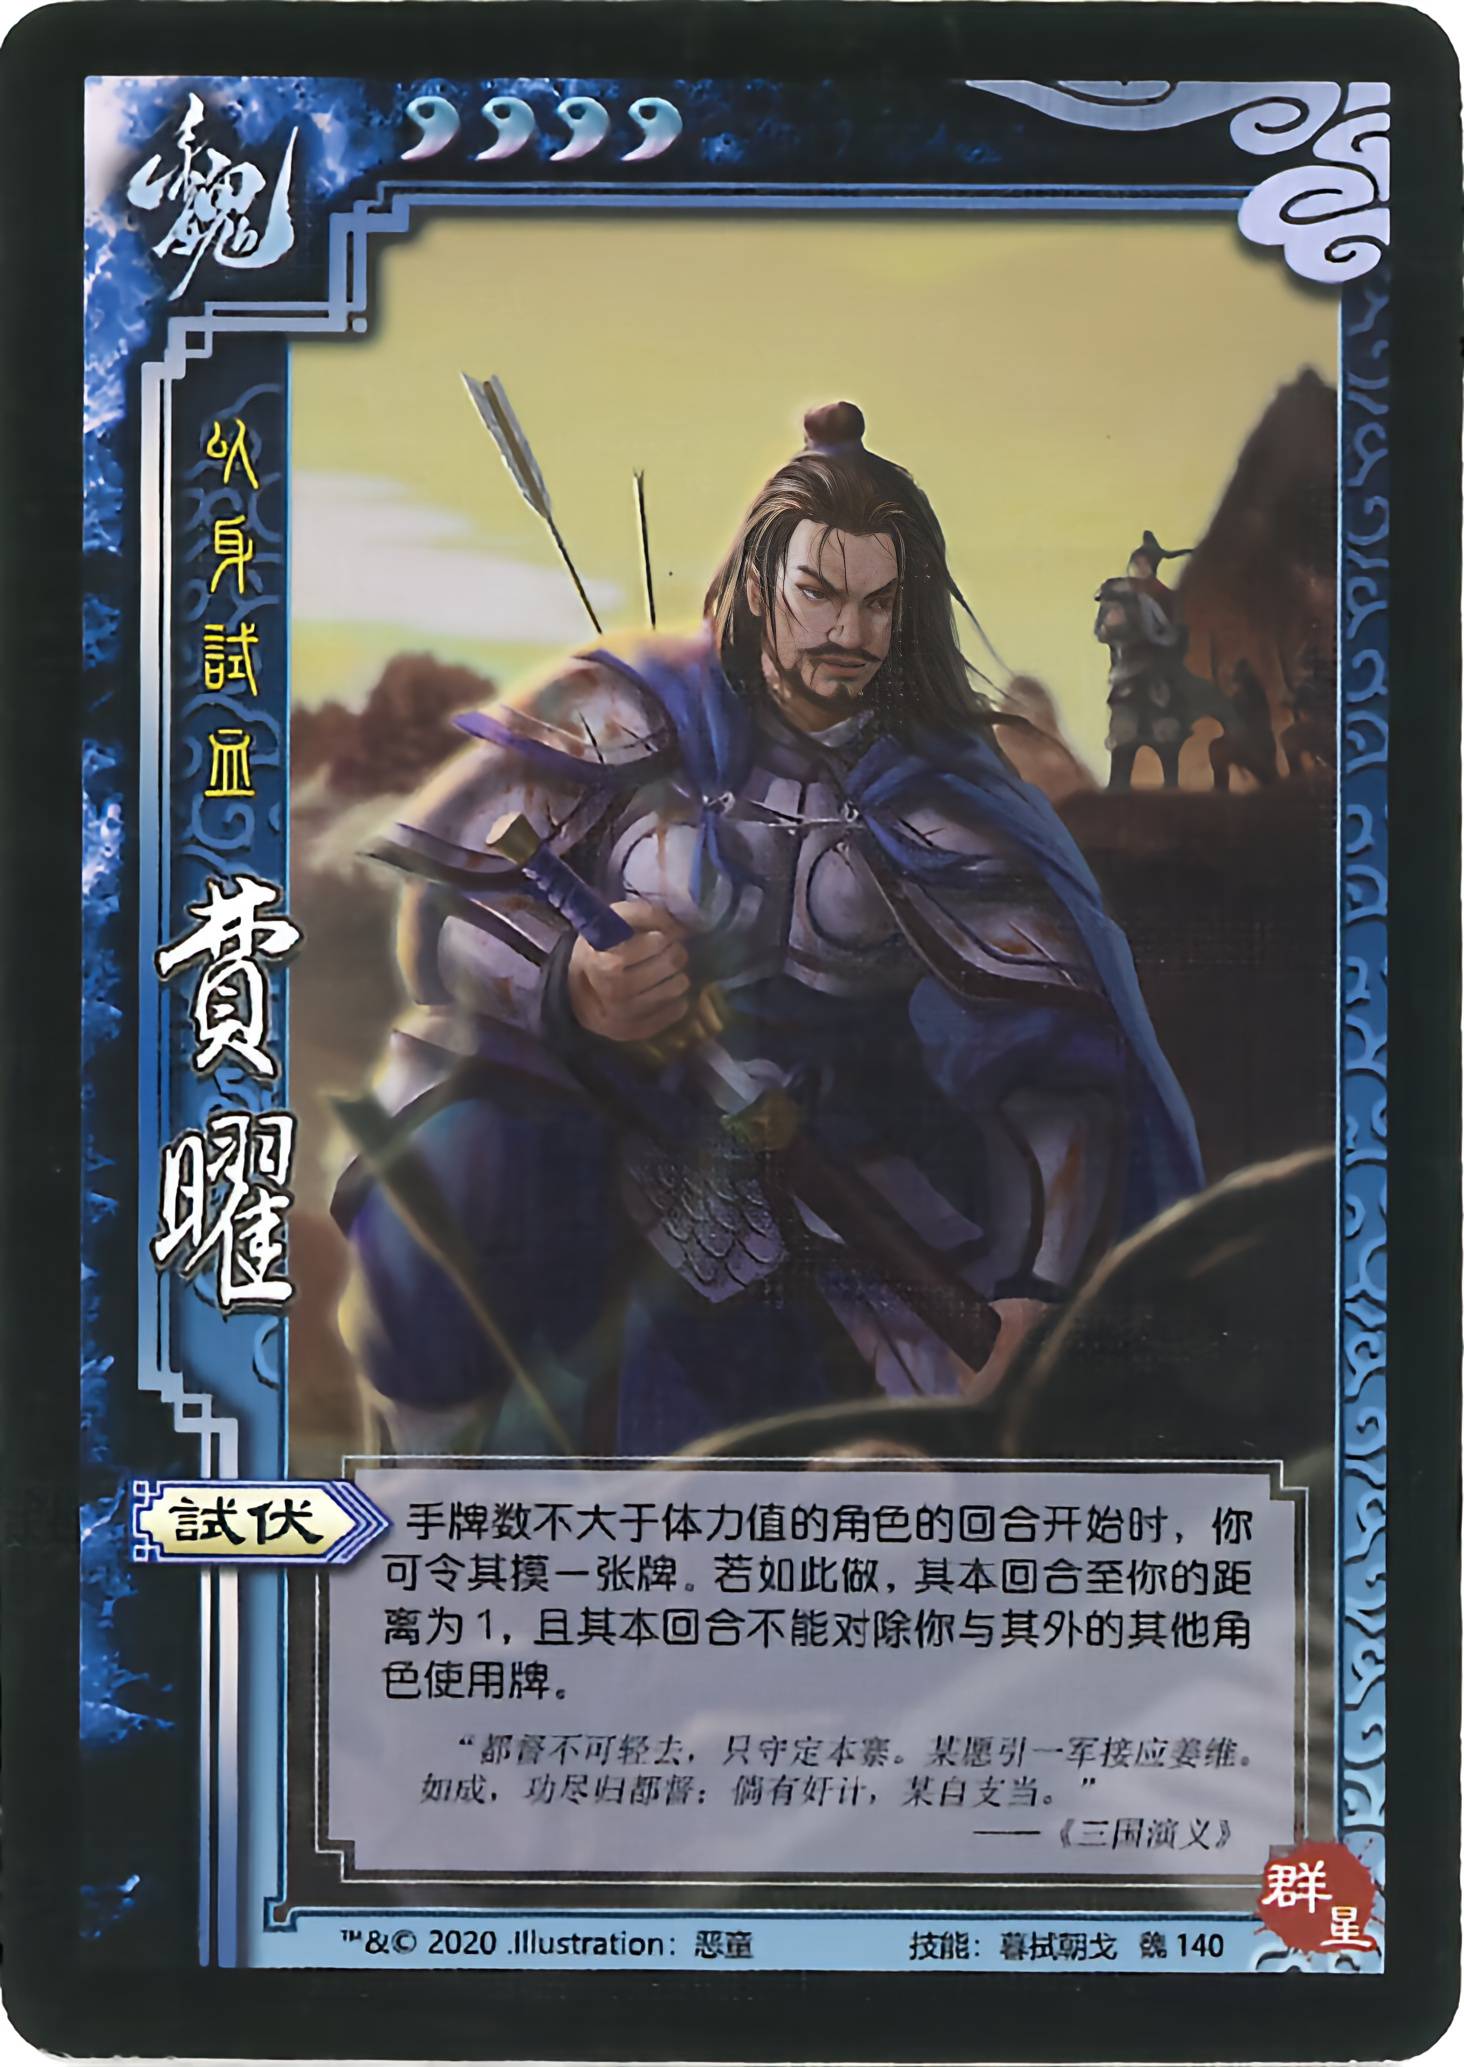 魏
以身試血
費曜
試伏
手牌数不大于体力值的角色的回合开始时，你
可令其摸一张牌。若如此做，其本回合至你的距
离为1，且其本回合不能对除你与其外的其他角
色使用牌。
“都督不可轻去，只守定本寨。某愿引一军接应姜维。
如成，功尽归都督；倘有奸计，某自支当。”
——《三国演义》
群星
™&© 2020 .Illustration：恶童
技能：暮拭朝戈 魏 140